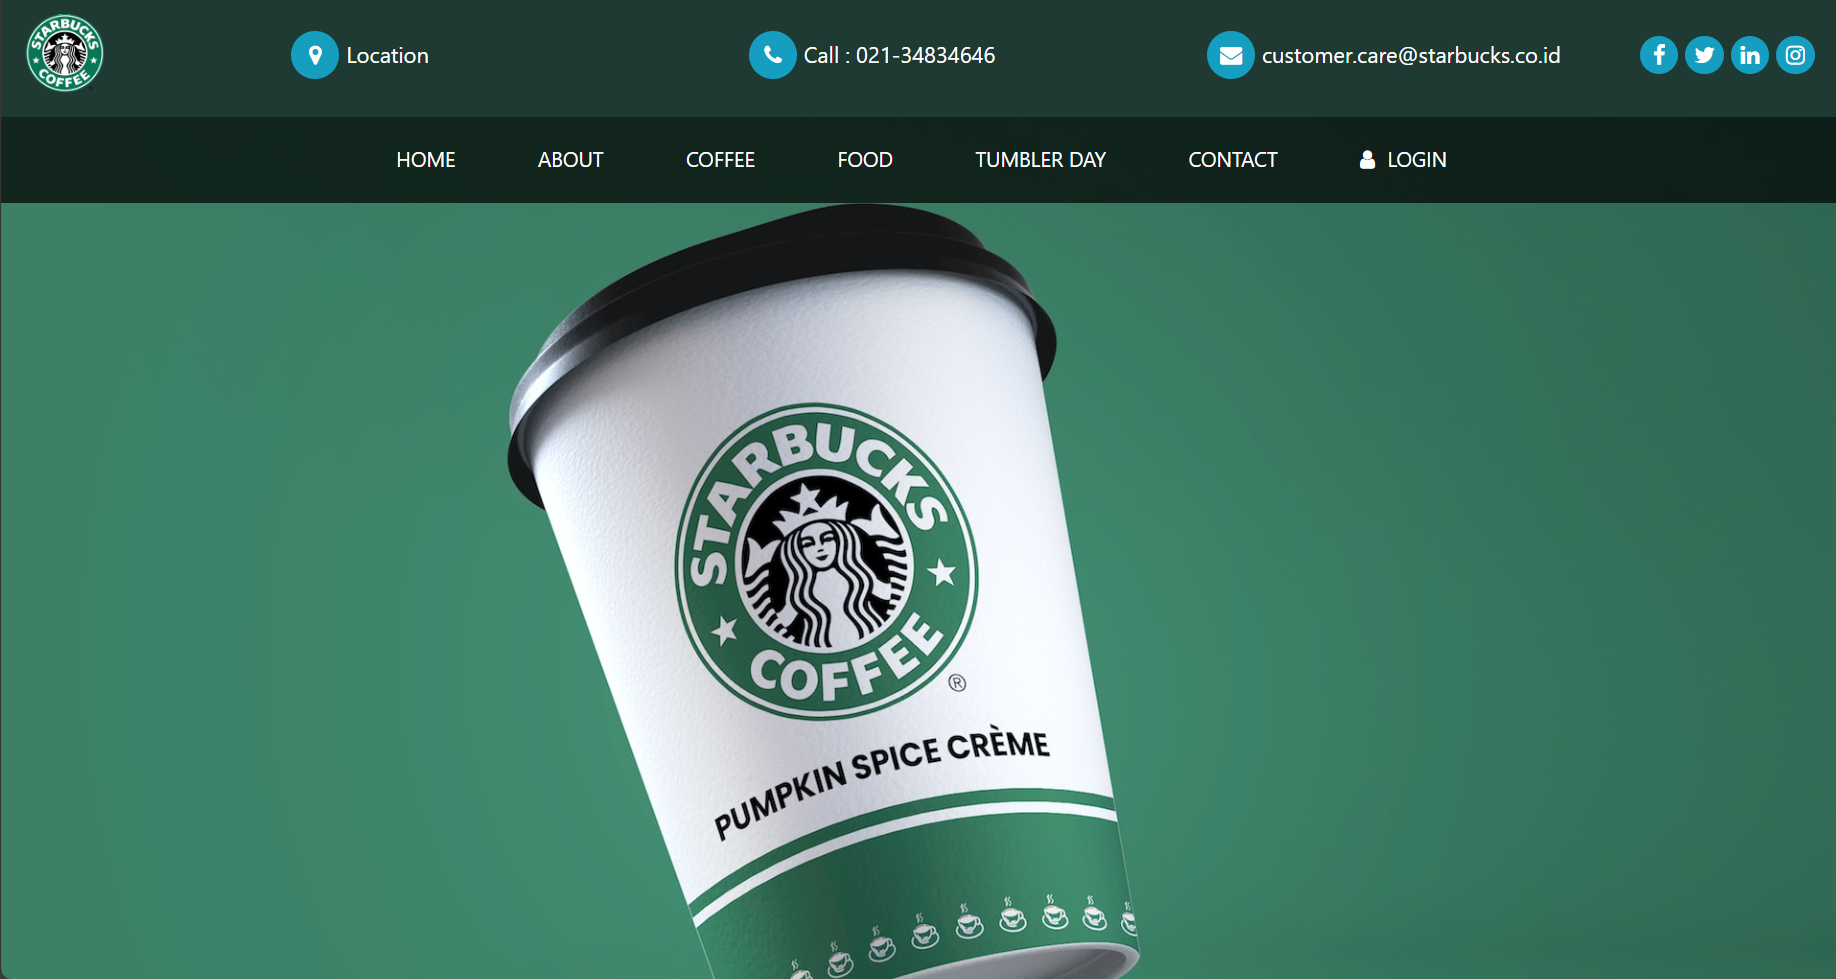 STARBUCKS
COFFEE
Location
Call : 021-34834646
customer.care@starbucks.co.id
HOME
ABOUT
COFFEE
FOOD
TUMBLER DAY
CONTACT
LOGIN
STARBUCKS
COFFEE
®
PUMPKIN SPICE CRÈME